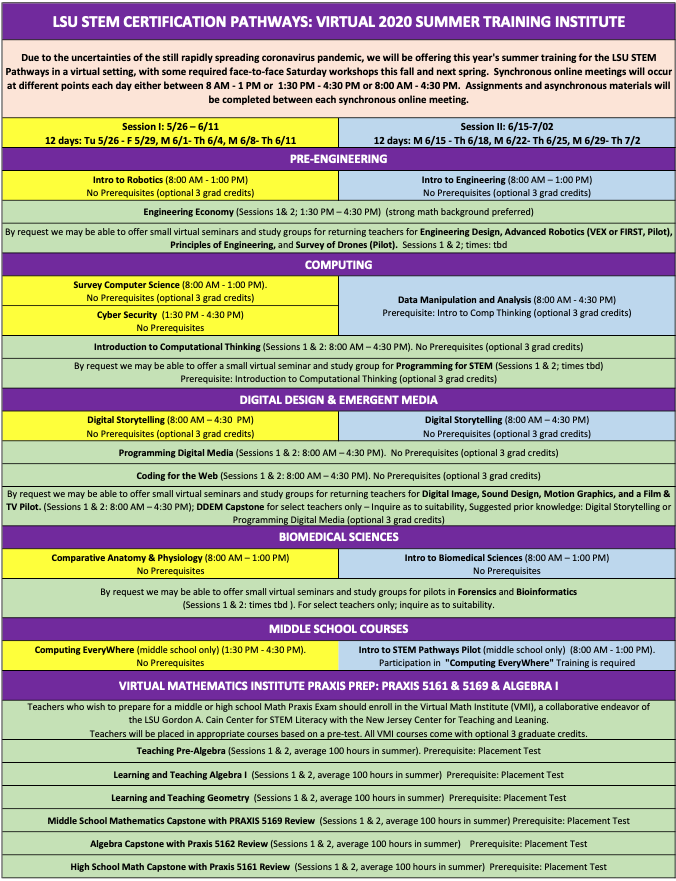 LSU STEM CERTIFICATION PATHWAYS: VIRTUAL 2020 SUMMER TRAINING INSTITUTE
Due to the uncertainties of the still rapidly spreading coronavirus pandemic, we will be offering this year's summer training for the LSU STEM
Pathways in a virtual setting, with some required face-to-face Saturday workshops this fall and next spring. Synchronous online meetings will occur
at different points each day either between 8 AM - 1 PM or 1:30 PM - 4:30 PM or 8:00 AM - 4:30 PM. Assignments and asynchronous materials will
be completed between each synchronous online meeting.
Session I: 5/26 – 6/11
12 days: Tu 5/26 - F 5/29, M 6/1- Th 6/4, M 6/8- Th 6/11
Session II: 6/15-7/02
12 days: M 6/15 - Th 6/18, M 6/22- Th 6/25, M 6/29- Th 7/2
PRE-ENGINEERING
Intro to Robotics (8:00 AM - 1:00 PM)
No Prerequisites (optional 3 grad credits)
Intro to Engineering (8:00 AM – 1:00 PM)
No Prerequisites (optional 3 grad credits)
Engineering Economy (Sessions 1& 2; 1:30 PM – 4:30 PM) (strong math background preferred)
By request we may be able to offer small virtual seminars and study groups for returning teachers for Engineering Design, Advanced Robotics (VEX or FIRST, Pilot),
Principles of Engineering, and Survey of Drones (Pilot). Sessions 1 & 2; times: tbd
COMPUTING
Survey Computer Science (8:00 AM - 1:00 PM).
No Prerequisites (optional 3 grad credits)
Cyber Security (1:30 PM - 4:30 PM)
No Prerequisites
Data Manipulation and Analysis (8:00 AM - 4:30 PM)
Prerequisite: Intro to Comp Thinking (optional 3 grad credits)
Introduction to Computational Thinking (Sessions 1 & 2: 8:00 AM – 4:30 PM). No Prerequisites (optional 3 grad credits)
By request we may be able to offer a small virtual seminar and study group for Programming for STEM (Sessions 1 & 2; times tbd)
Prerequisite: Introduction to Computational Thinking (optional 3 grad credits)
DIGITAL DESIGN & EMERGENT MEDIA
Digital Storytelling (8:00 AM – 4:30 PM)
No Prerequisites (optional 3 grad credits)
Digital Storytelling (8:00 AM – 4:30 PM)
No Prerequisites (optional 3 grad credits)
Programming Digital Media (Sessions 1 & 2: 8:00 AM – 4:30 PM). No Prerequisites (optional 3 grad credits)
Coding for the Web (Sessions 1 & 2: 8:00 AM – 4:30 PM). No Prerequisites (optional 3 grad credits)
By request we may be able to offer small virtual seminars and study groups for returning teachers for Digital Image, Sound Design, Motion Graphics, and a Film &
TV Pilot. (Sessions 1 & 2: 8:00 AM – 4:30 PM); DDEM Capstone for select teachers only – Inquire as to suitability, Suggested prior knowledge: Digital Storytelling or
Programming Digital Media (optional 3 grad credits)
BIOMEDICAL SCIENCES
Comparative Anatomy & Physiology (8:00 AM – 1:00 PM)
No Prerequisites
Intro to Biomedical Sciences (8:00 AM – 1:00 PM)
No Prerequisites
By request we may be able to offer small virtual seminars and study groups for pilots in Forensics and Bioinformatics
(Sessions 1 & 2: times tbd ). For select teachers only; inquire as to suitability.
MIDDLE SCHOOL COURSES
Computing EveryWhere (middle school only) (1:30 PM - 4:30 PM).
No Prerequisites
Intro to STEM Pathways Pilot (middle school only) (8:00 AM - 1:00 PM).
Participation in "Computing EveryWhere" Training is required
VIRTUAL MATHEMATICS INSTITUTE PRAXIS PREP: PRAXIS 5161 & 5169 & ALGEBRA I
Teachers who wish to prepare for a middle or high school Math Praxis Exam should enroll in the Virtual Math Institute (VMI), a collaborative endeavor of
the LSU Gordon A. Cain Center for STEM Literacy with the New Jersey Center for Teaching and Leaning.
Teachers will be placed in appropriate courses based on a pre-test. All VMI courses come with optional 3 graduate credits.
Teaching Pre-Algebra (Sessions 1 & 2, average 100 hours in summer). Prerequisite: Placement Test
Learning and Teaching Algebra I (Sessions 1 & 2, average 100 hours in summer) Prerequisite: Placement Test
Learning and Teaching Geometry (Sessions 1 & 2, average 100 hours in summer) Prerequisite: Placement Test
Middle School Mathematics Capstone with PRAXIS 5169 Review (Sessions 1 & 2, average 100 hours in summer) Prerequisite: Placement Test
Algebra Capstone with Praxis 5162 Review (Sessions 1 & 2, average 100 hours in summer) Prerequisite: Placement Test
High School Math Capstone with Praxis 5161 Review (Sessions 1 & 2, average 100 hours in summer) Prerequisite: Placement Test